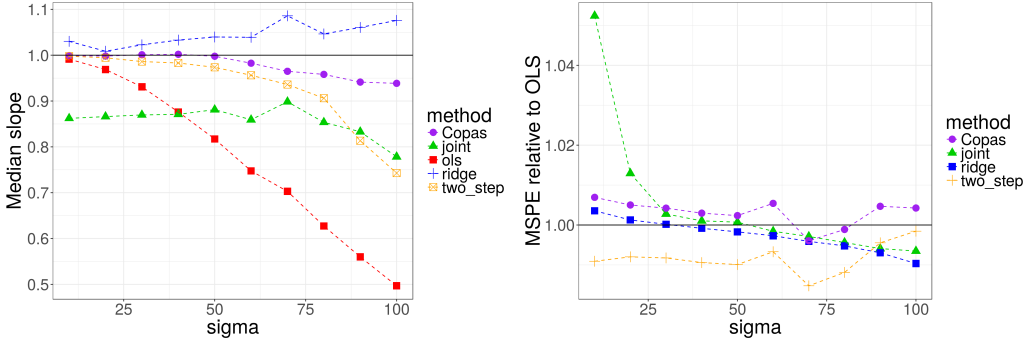 1.1
1.0
0.9
0.8
0.7
0.6
0.5
Median slope
25
50
75
100
sigma
method
Copas
joint
ols
ridge
two_step
1.04
1.02
1.00
MSPE relative to OLS
25
50
75
100
sigma
method
Copas
joint
ridge
two_step